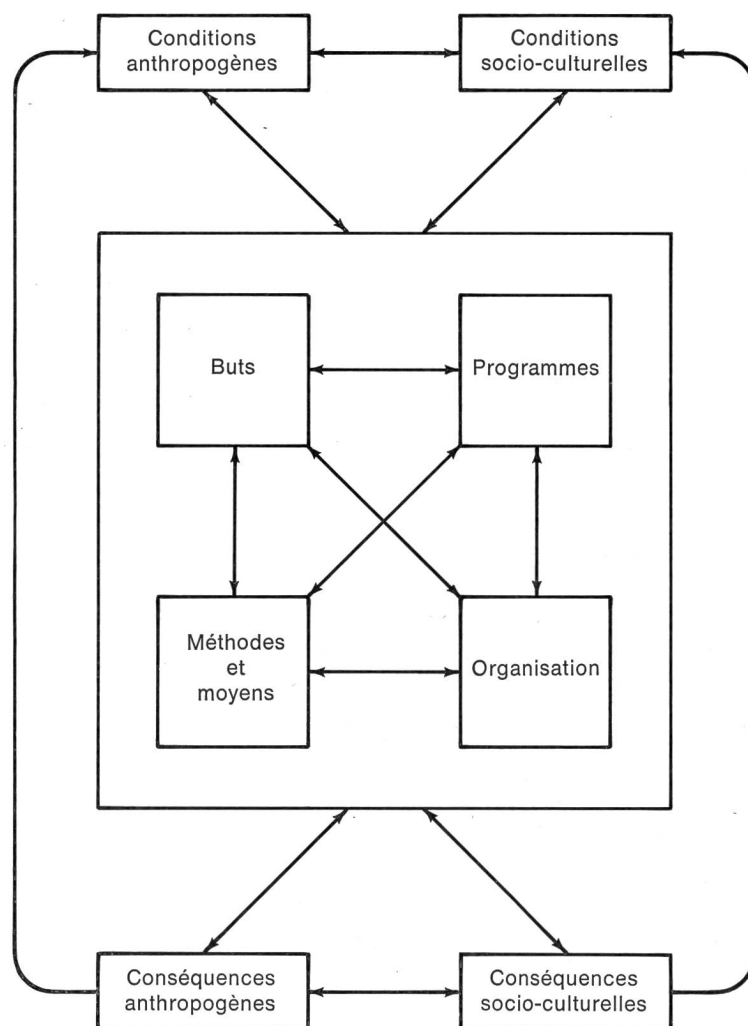 Conditions
anthropogènes
Conditions
socio-culturelles
Buts
Programmes
Méthodes
et
moyens
Organisation
Conséquences
anthropogènes
Conséquences
socio-culturelles